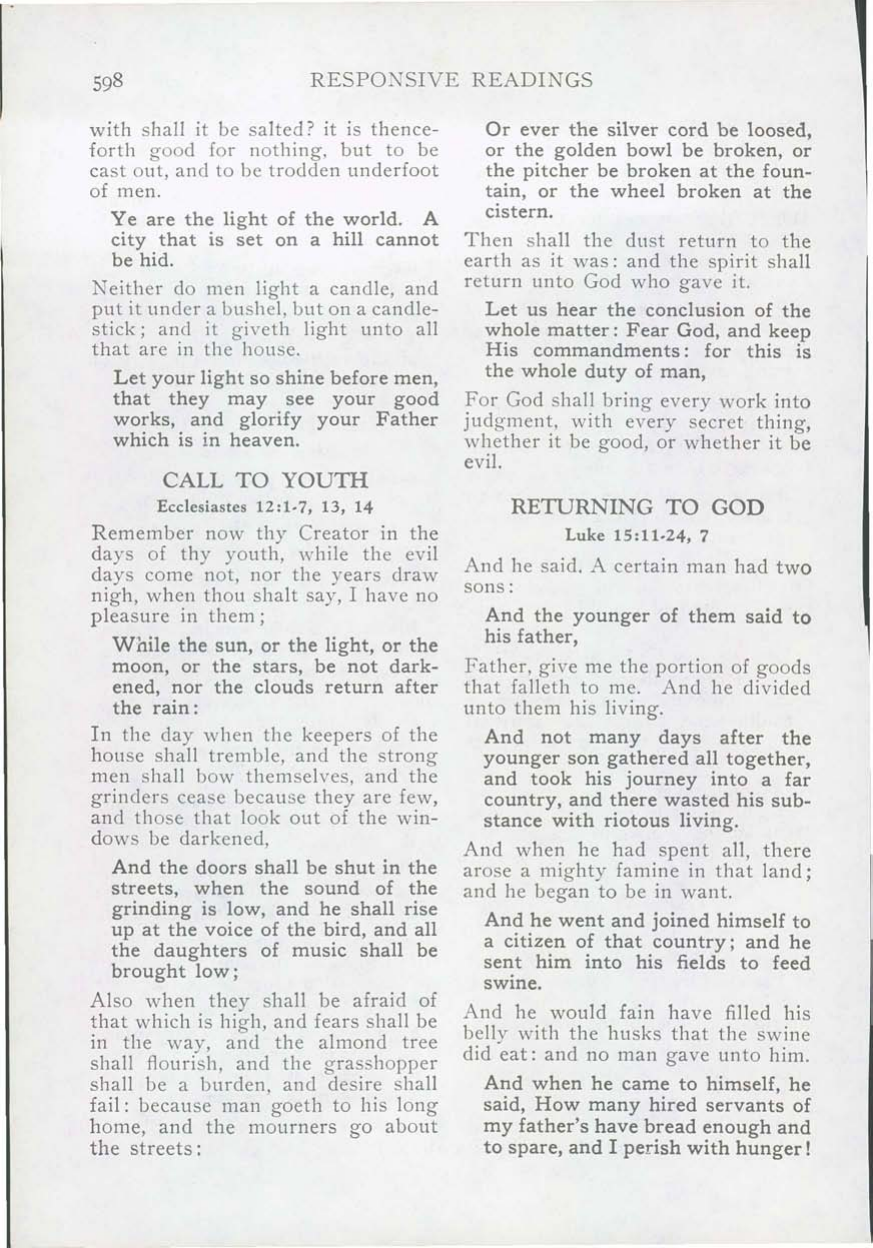 598 RESPONSIVE READINGS
with shall it be salted? it is thence-
forth good for nothing, but to be
cast out, and to be trodden underfoot
of men.
Ye are the light of the world. A
city that is set on a hill cannot
be hid.
Neither do men light a candle, and
put it under a bushel, but on a candle-
stick; and it giveth light unto all
that are in the house.
Let your light so shine before men,
that they may see your good
works, and glorify your Father
which is in heaven.
CALL TO YOUTH
Ecclesiastes 12:1-7, 13, 14
Remember now thy Creator in the
days of thy youth, while the evil
days come not, nor the years draw
nigh, when thou shalt say, I have no
pleasure in them;
While the sun, or the light, or the
moon, or the stars, be not dark-
ened, nor the clouds return after
the rain:
In the day when the keepers of the
house shall tremble, and the strong
men shall bow themselves, and the
grinders cease because they are few,
and those that look out of the win-
dows be darkened,
And the doors shall be shut in the
streets, when the sound of the
grinding is low, and he shall rise
up at the voice of the bird, and all
the daughters of music shall be
brought low;
Also when they shall be afraid of
that which is high, and fears shall be
in the way, and the almond tree
shall flourish, and the grasshopper
shall be a burden, and desire shall
fail: because man goeth to his long
home, and the mourners go about
the streets:
Or ever the silver cord be loosed,
or the golden bowl be broken, or
the pitcher be broken at the foun-
tain, or the wheel broken at the
cistern.
Then shall the dust return to the
earth as it was: and the spirit shall
return unto God who gave it.
Let us hear the conclusion of the
whole matter: Fear God, and keep
His commandments: for this is
the whole duty of man,
For God shall bring every work into
judgment, with every secret thing,
whether it be good, or whether it be
evil.
RETURNING TO GOD
Luke 15:11-24, 7
And he said. A certain man had two
sons:
And the younger of them said to
his father,
Father, give me the portion of goods
that falleth to me. And he divided
unto them his living.
And not many days after the
younger son gathered all together,
and took his journey into a far
country, and there wasted his sub-
stance with riotous living.
And when he had spent all, there
arose a mighty famine in that land;
and he began to be in want.
And he went and joined himself to
a citizen of that country; and he
sent him into his fields to feed
swine.
And he would fain have filled his
belly with the husks that the swine
did eat: and no man gave unto him.
And when he came to himself, he
said, How many hired servants of
my father's have bread enough and
to spare, and I perish with hunger!